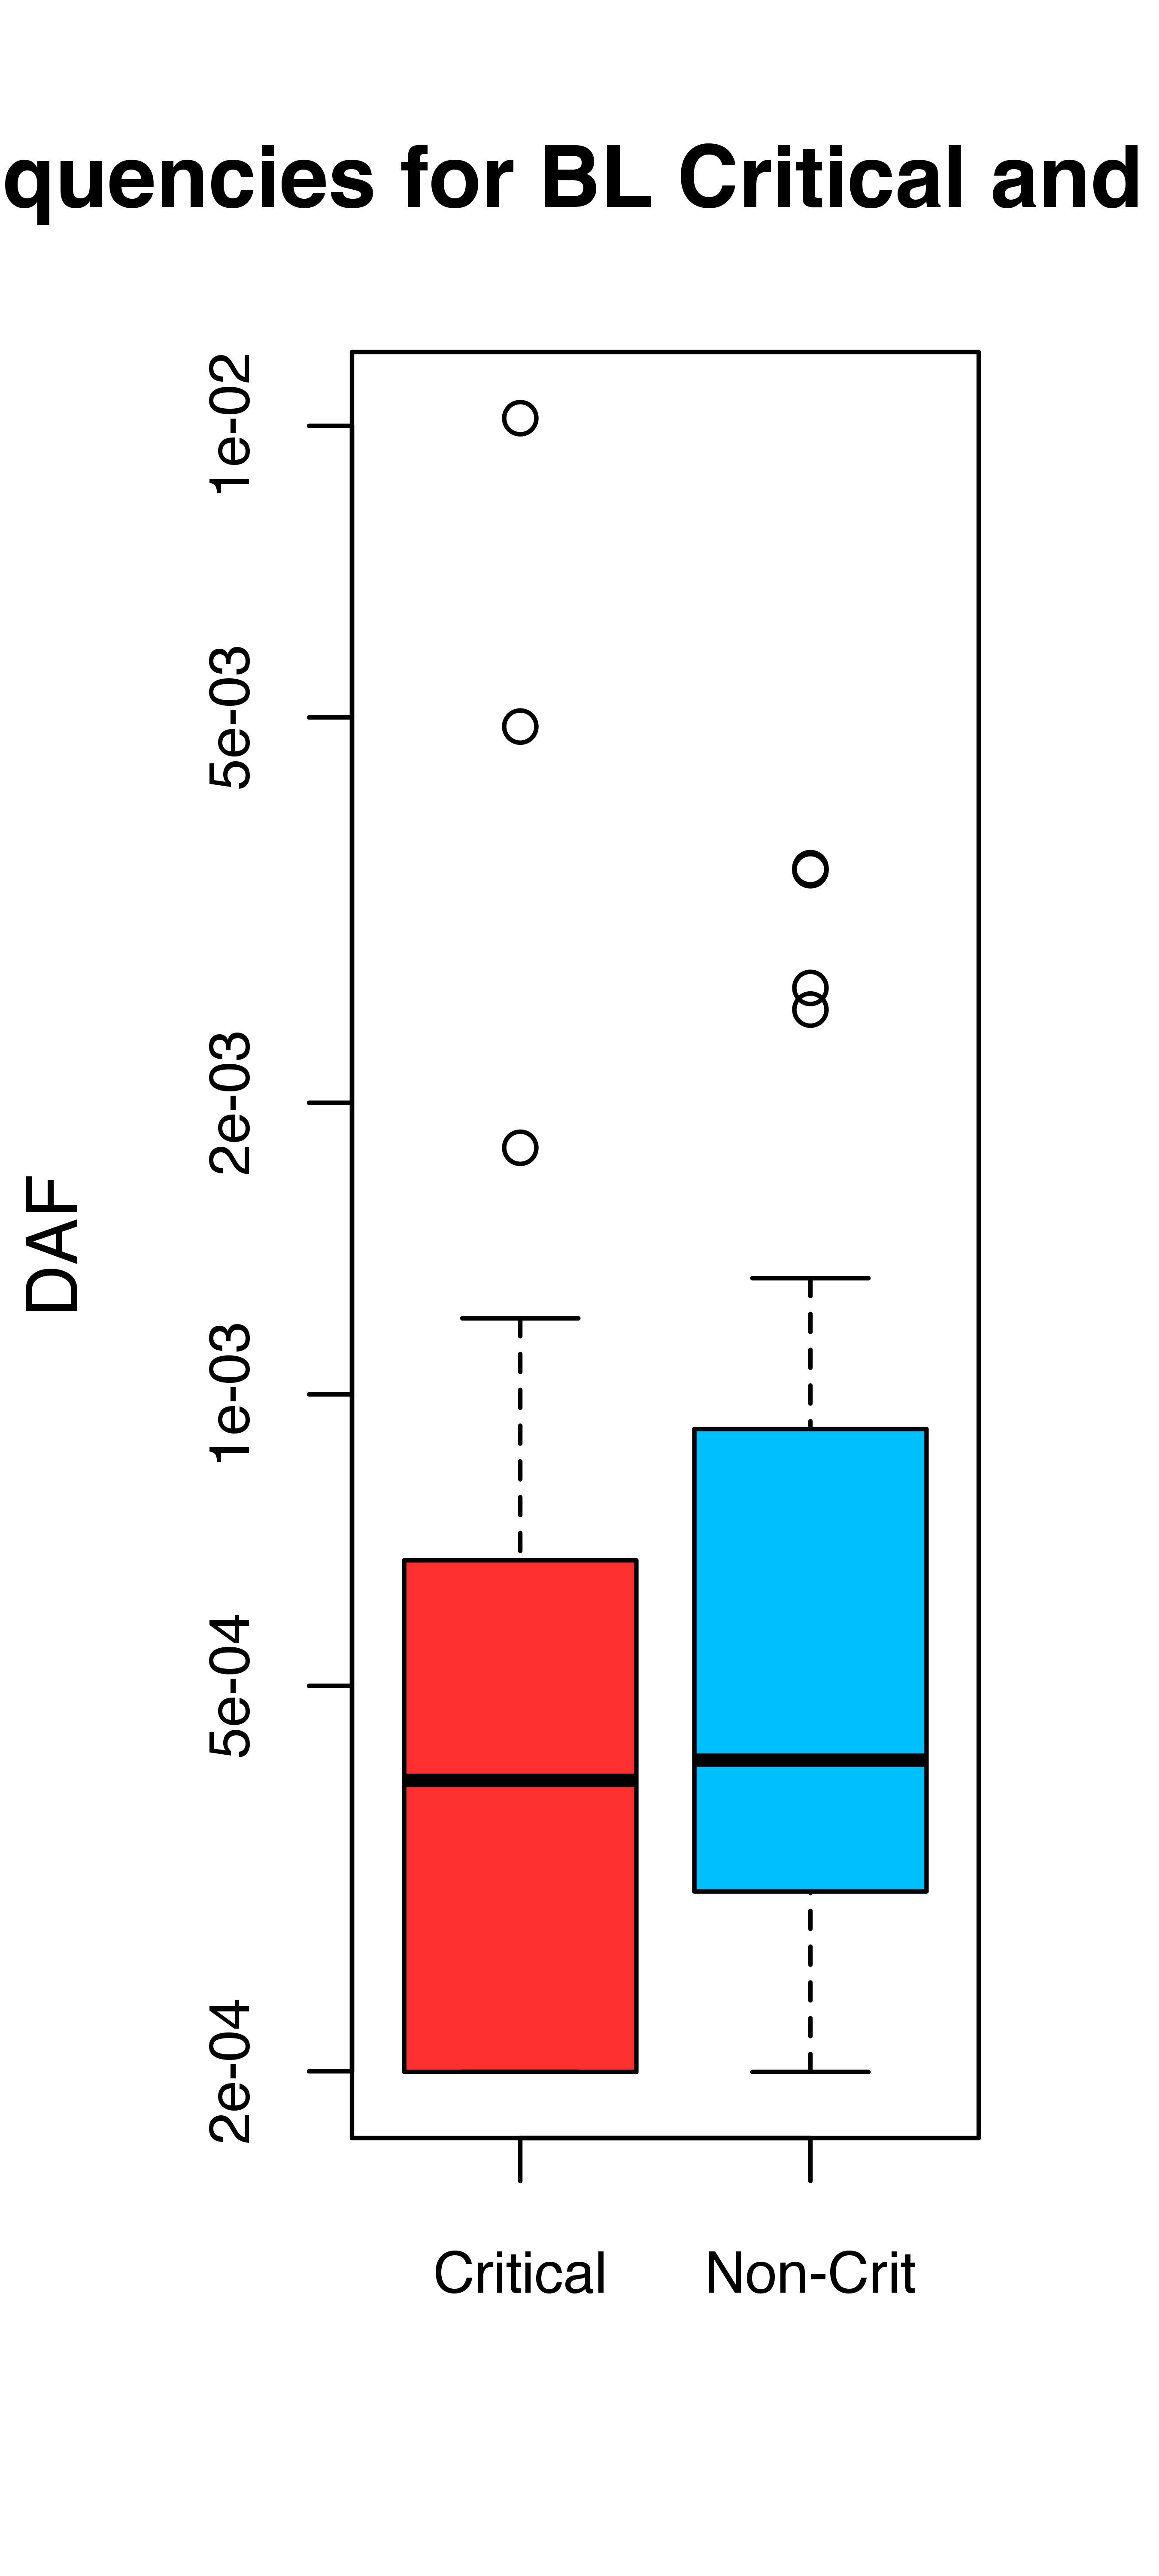 quencies for BL Critical and
1e-02
5e-03
2e-03
1e-03
5e-04
2e-04
DAF
Critical
Non-Crit